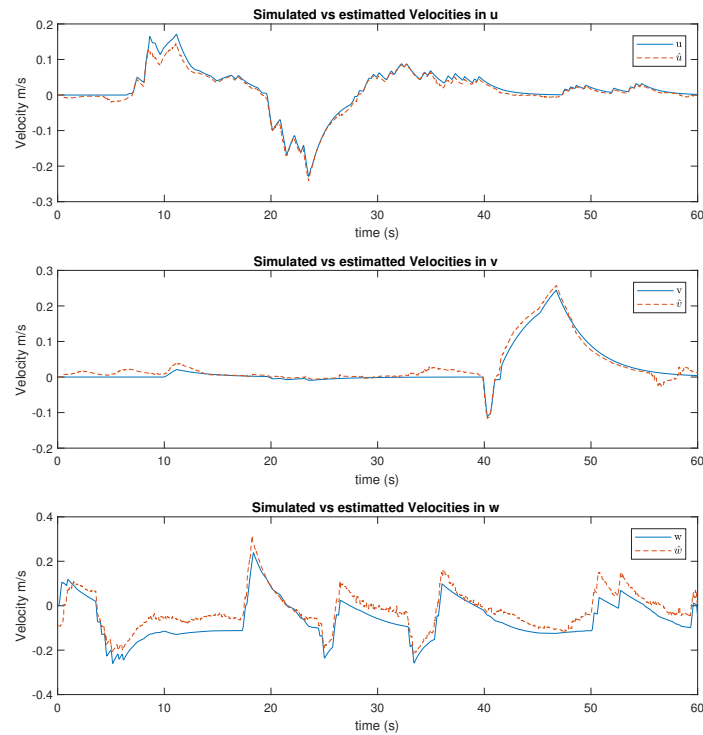 Simulated vs estimatted Velocities in u
Velocity m/s
0.2
0.1
0
-0.1
-0.2
-0.3
u
û
0 10 20 30 40 50 60
time (s)
Simulated vs estimatted Velocities in v
Velocity m/s
0.3
0.2
0.1
0
-0.1
-0.2
v
v̂
0 10 20 30 40 50 60
time (s)
Simulated vs estimatted Velocities in w
Velocity m/s
0.4
0.2
0
-0.2
-0.4
w
ŵ
0 10 20 30 40 50 60
time (s)